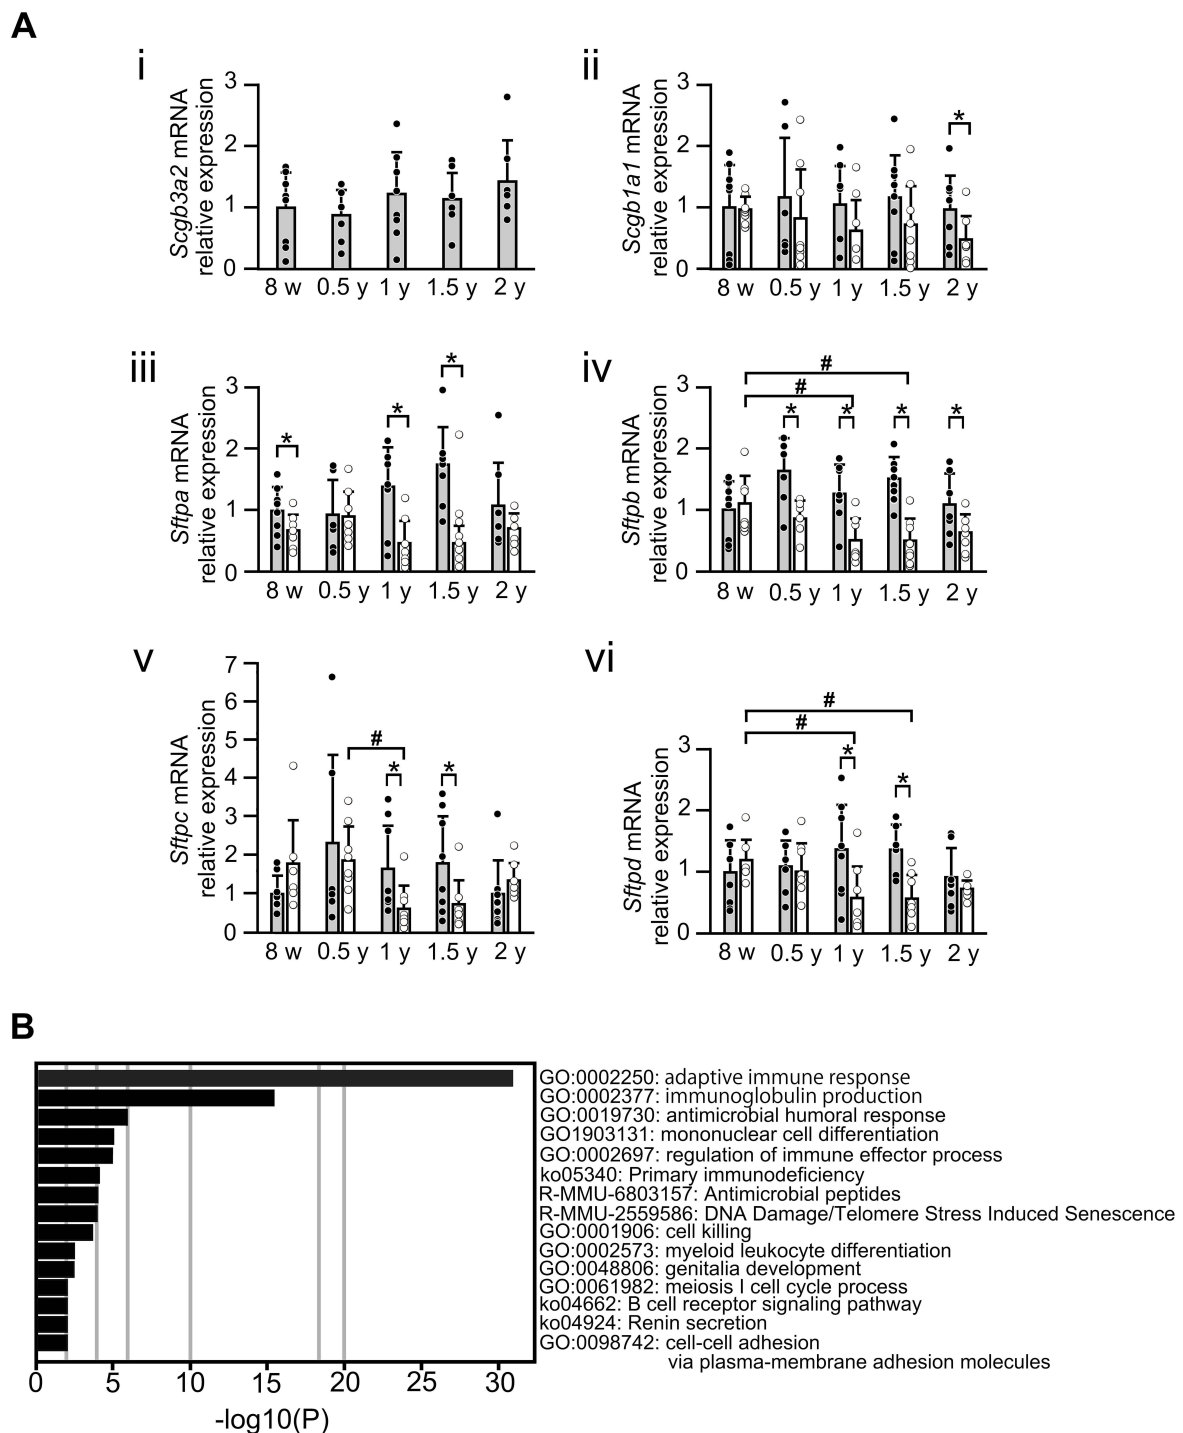 A
i
Scgb3a2 mRNA
relative expression
3
2
1
0
8 w 0.5 y 1 y 1.5 y 2 y
ii
Scgb1a1 mRNA
relative expression
3
2
1
0
*
8 w 0.5 y 1 y 1.5 y 2 y
iii
Sftpa mRNA
relative expression
3
2
1
0
* * *
8 w 0.5 y 1 y 1.5 y 2 y
iv
Sftpb mRNA
relative expression
3
2
1
0
#
#
* * * *
8 w 0.5 y 1 y 1.5 y 2 y
v
Sftpc mRNA
relative expression
7
6
5
4
3
2
1
0
#
* *
8 w 0.5 y 1 y 1.5 y 2 y
vi
Sftpd mRNA
relative expression
3
2
1
0
#
#
* *
8 w 0.5 y 1 y 1.5 y 2 y
B
GO:0002250: adaptive immune response
GO:0002377: immunoglobulin production
GO:0019730: antimicrobial humoral response
GO1903131: mononuclear cell differentiation
GO:0002697: regulation of immune effector process
ko05340: Primary immunodeficiency
R-MMU-6803157: Antimicrobial peptides
R-MMU-2559586: DNA Damage/Telomere Stress Induced Senescence
GO:0001906: cell killing
GO:0002573: myeloid leukocyte differentiation
GO:0048806: genitalia development
GO:0061982: meiosis I cell cycle process
ko04662: B cell receptor signaling pathway
ko04924: Renin secretion
GO:0098742: cell-cell adhesion
via plasma-membrane adhesion molecules
0 5 10 15 20 25 30
-log10(P)